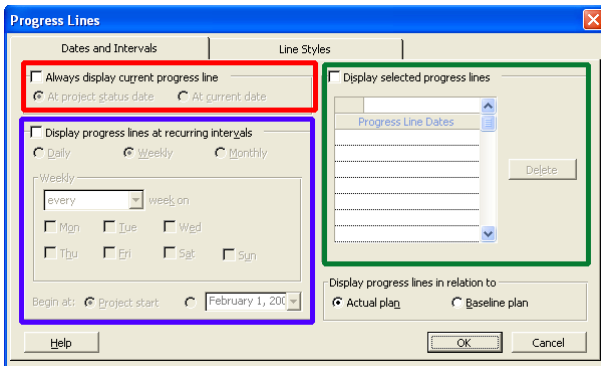 Progress Lines
Dates and Intervals
Line Styles
Always display current progress line
At project status date At current date
Display progress lines at recurring intervals
Daily Weekly Monthly
Weekly
every week on
Mon Tue Wed
Thu Fri Sat Sun
Begin at: Project start February 1, 200
Display selected progress lines
Progress Line Dates
Delete
Display progress lines in relation to
Actual plan Baseline plan
Help OK Cancel